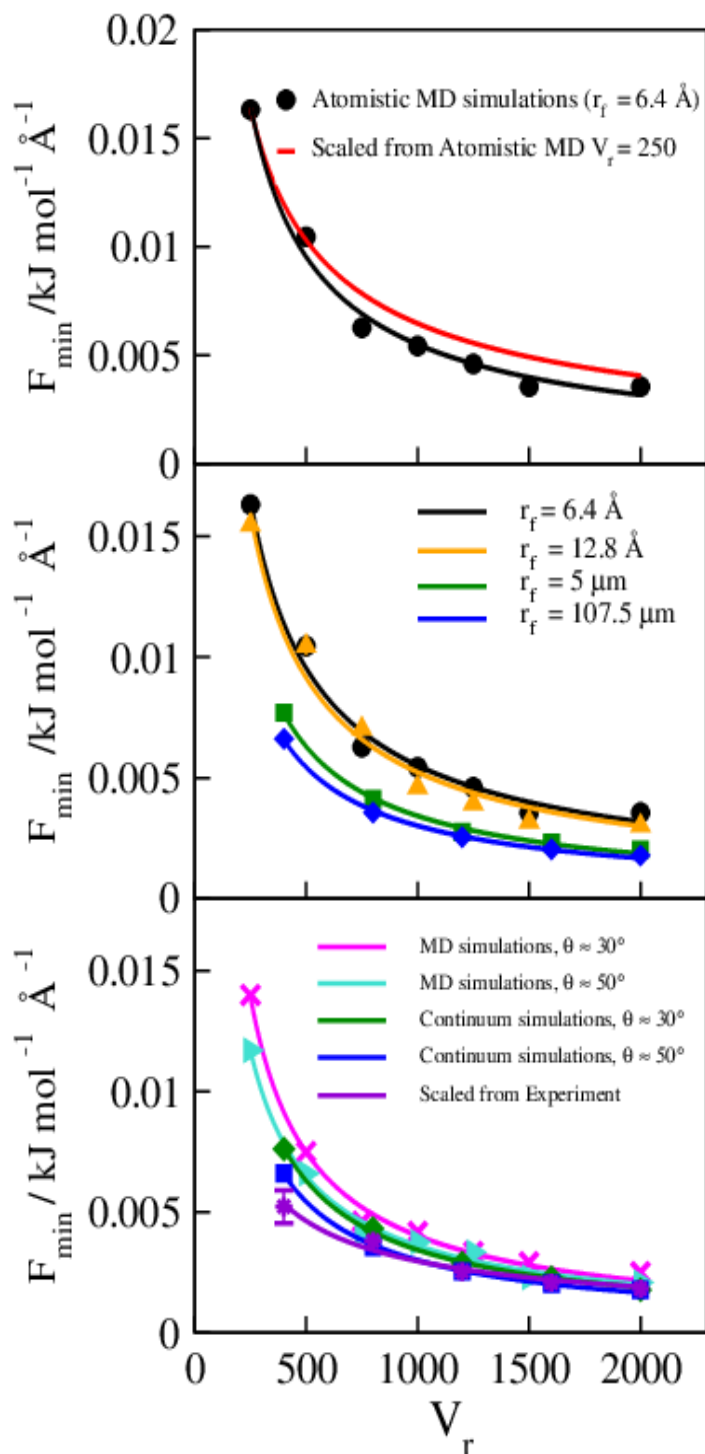 0.02
Atomistic MD simulations (r_f = 6.4 Å)
Scaled from Atomistic MD V_r = 250
0.015
0.01
0.005
0
F_min /kJ mol⁻¹ Å⁻¹
r_f = 6.4 Å
r_f = 12.8 Å
r_f = 5 μm
r_f = 107.5 μm
0.015
0.01
0.005
0
F_min /kJ mol⁻¹ Å⁻¹
MD simulations, θ ≈ 30°
MD simulations, θ ≈ 50°
Continuum simulations, θ ≈ 30°
Continuum simulations, θ ≈ 50°
Scaled from Experiment
0.015
0.01
0.005
0
F_min / kJ mol⁻¹ Å⁻¹
0 500 1000 1500 2000
V_r